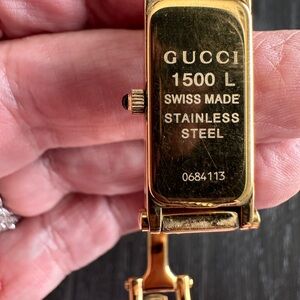 GUCCI
1500 L
SWISS MADE
STAINLESS
STEEL
0684113